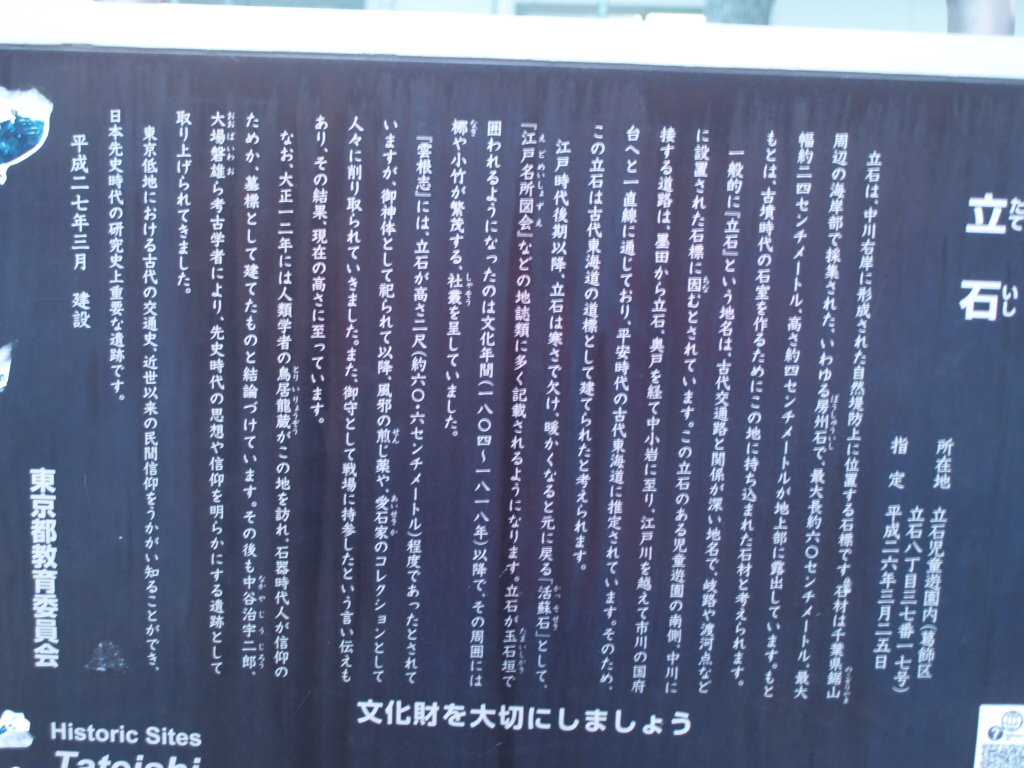 立石
たていし
所在地　立石児童遊園内（葛飾区
立石八丁目三七番一七号）
指　定　平成二六年三月二五日
立石は、中川右岸に形成された自然堤防上に位置する石標です。石材は千葉県鋸山
周辺の海岸部で採集された、いわゆる房州石で、最大長約六〇センチメートル、最大
幅約二四センチメートル、高さ約四センチメートルが地上部に露出しています。もと
もとは、古墳時代の石室を作るためにこの地に持ち込まれた石材と考えられます。
一般的に『立石』という地名は、古代交通路と関係が深い地名で、岐路や渡河点など
に設置された石標に因むとされています。この立石のある児童遊園の南側、中川に
接する道路は、墨田から立石、奥戸を経て中小岩に至り、江戸川を越えて市川の国府
台へと一直線に通じており、平安時代の古代東海道に推定されています。そのため、
この立石は古代東海道の道標として建てられたと考えられます。
江戸時代後期以降、立石は寒さで欠け、暖かくなると元に戻る「活蘇石」として、
『江戸名所図会』などの地誌類に多く記載されるようになります。立石が玉石垣で
囲われるようになったのは文化年間（一八〇四～一八一八年）以降で、その周囲には
梛や小竹が繁茂する、社叢を呈していました。
『雲根志』には、立石が高さ二尺（約六〇・六センチメートル）程度であったとされて
いますが、御神体として祀られて以降、風邪の煎じ薬や、愛石家のコレクションとして
人々に削り取られていきました。また、御守として戦場に持参したという言い伝えも
あり、その結果、現在の高さに至っています。
なお、大正一二年には人類学者の鳥居龍蔵がこの地を訪れ、石器時代人が信仰の
ためか、墓標として建てたものと結論づけています。その後も中谷治宇二郎、
大場磐雄ら考古学者により、先史時代の思想や信仰を明らかにする遺跡として
取り上げられてきました。
東京低地における古代の交通史、近世以来の民間信仰をうかがい知ることができ、
日本先史時代の研究史上重要な遺跡です。
平成二七年三月　建設
東京都教育委員会
文化財を大切にしましょう
Historic Sites
Tateishi